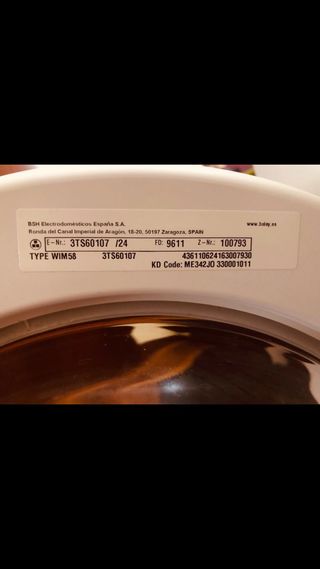 BSH Electrodomésticos España S.A. www.balay.es
Ronda del Canal Imperial de Aragón, 18-20, 50197 Zaragoza, SPAIN
E-Nr.: 3TS60107 /24 FD: 9611 Z-Nr.: 100793
TYPE WIM58 3TS60107 436110624163007930
KD Code: ME342JO 330001011